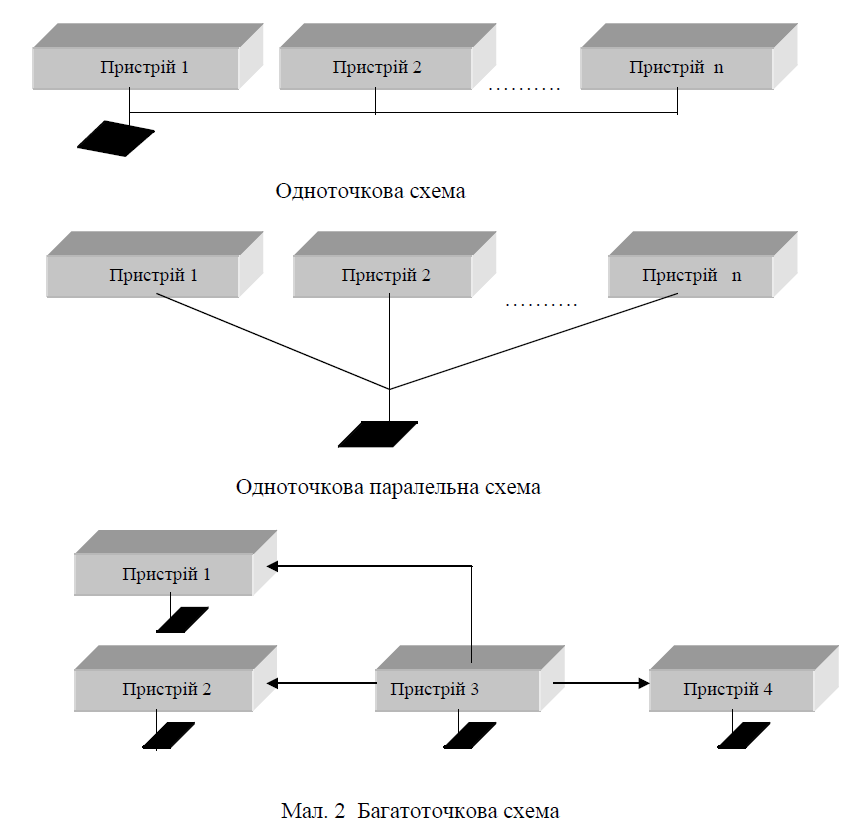 Пристрій 1 Пристрій 2 .......... Пристрій n
Одноточкова схема
Пристрій 1 Пристрій 2 .......... Пристрій n
Одноточкова паралельна схема
Пристрій 1
Пристрій 2 Пристрій 3 Пристрій 4
Мал. 2 Багатоточкова схема